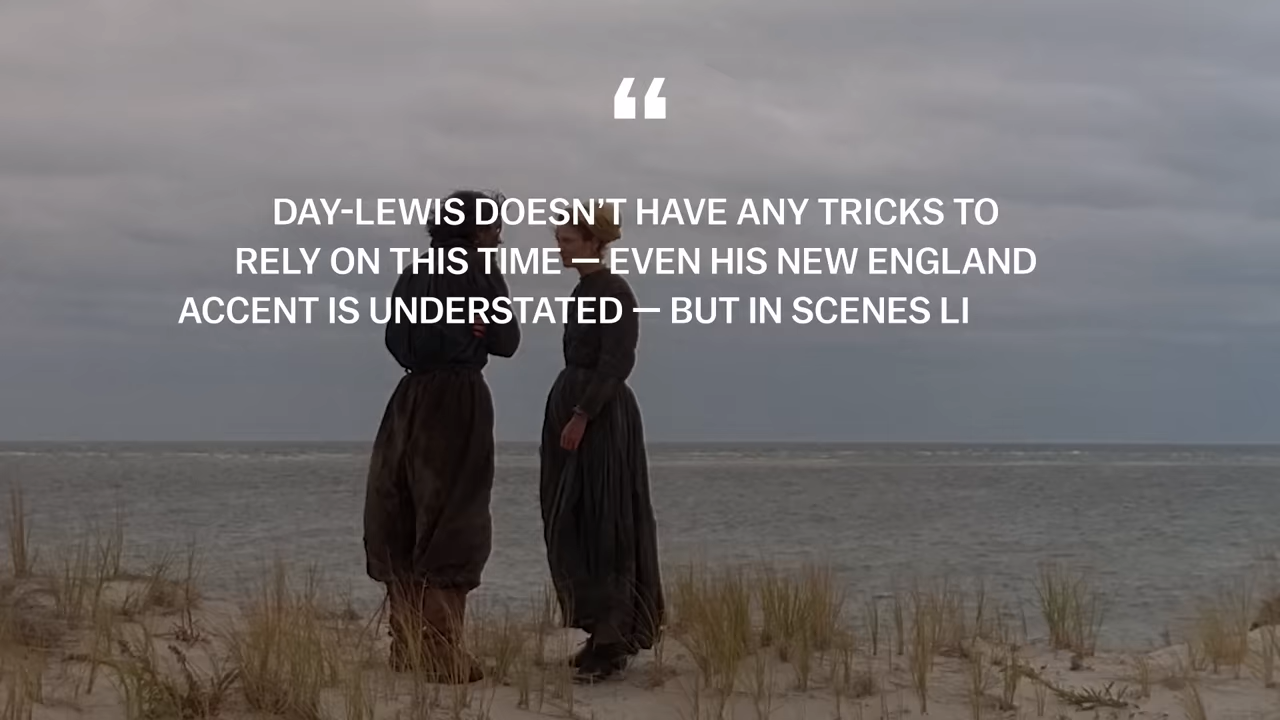 “
DAY-LEWIS DOESN’T HAVE ANY TRICKS TO
RELY ON THIS TIME — EVEN HIS NEW ENGLAND
ACCENT IS UNDERSTATED — BUT IN SCENES LI